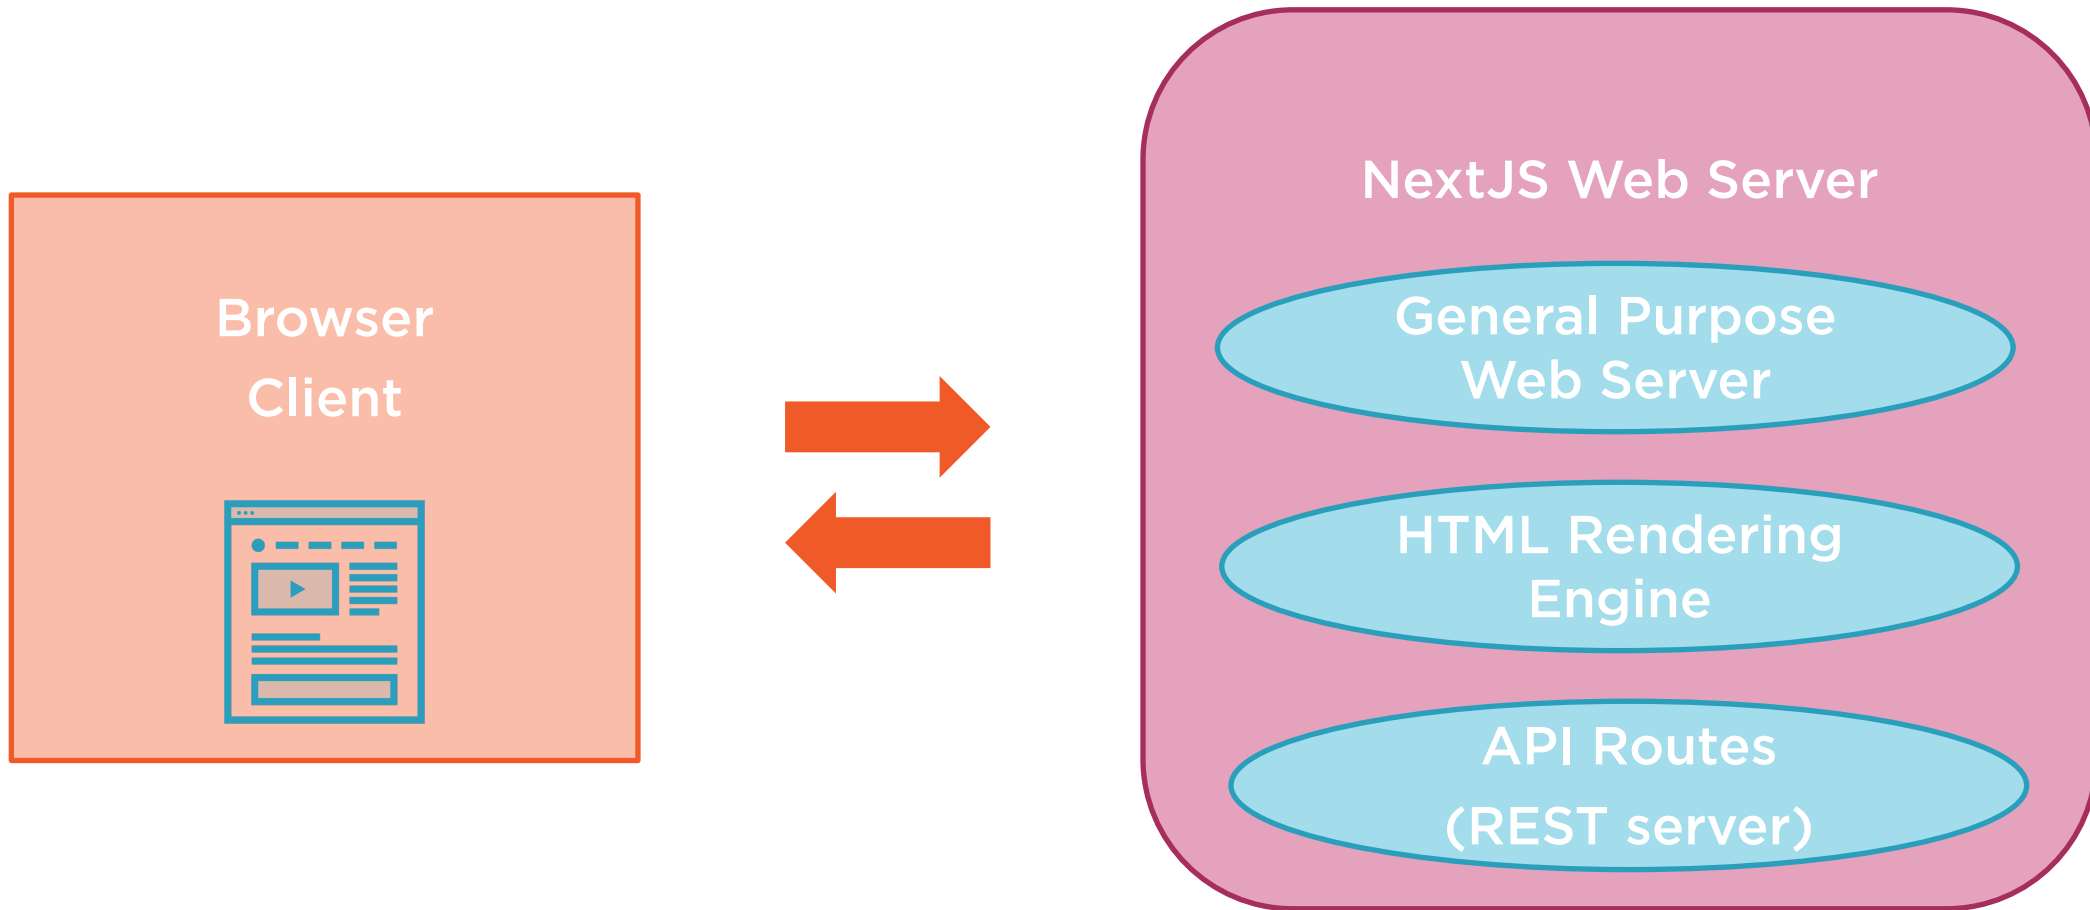 Browser
Client
NextJS Web Server
General Purpose
Web Server
HTML Rendering
Engine
API Routes
(REST server)